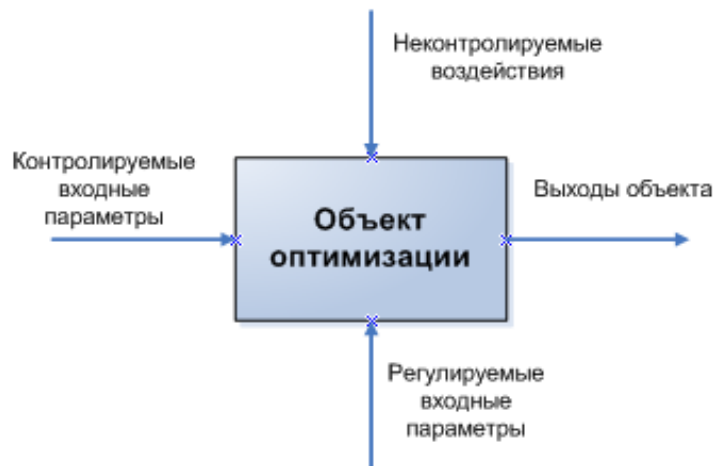 Неконтролируемые
воздействия
Контролируемые
входные
параметры
Объект
оптимизации
Выходы объекта
Регулируемые
входные
параметры